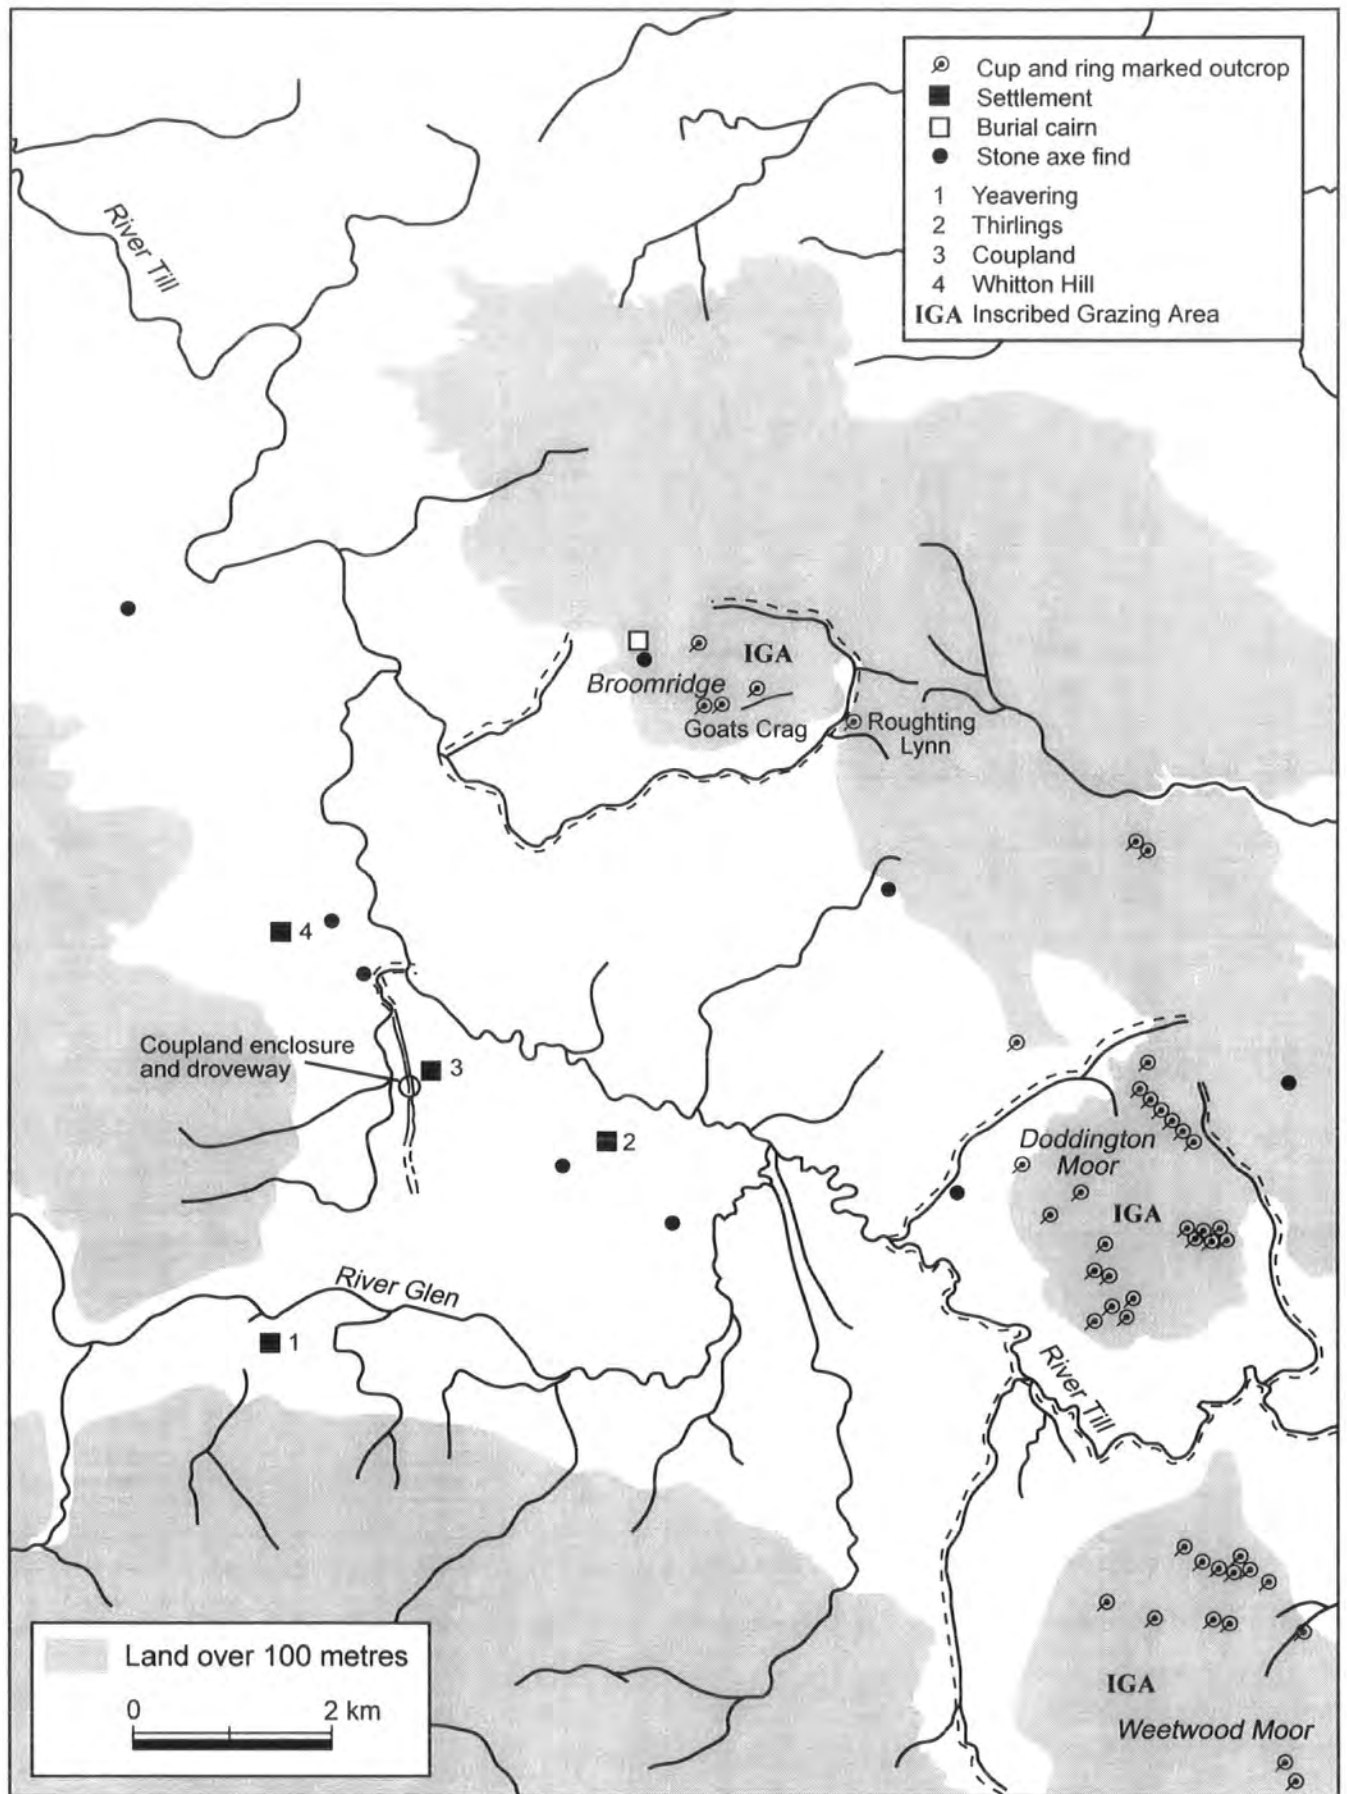 Cup and ring marked outcrop
Settlement
Burial cairn
Stone axe find
1 Yeavering
2 Thirlings
3 Coupland
4 Whitton Hill
IGA Inscribed Grazing Area
River Till
IGA
Broomridge
Goats Crag
Roughting
Lynn
4
Coupland enclosure
and droveway
3
2
Doddington
Moor
IGA
River Glen
1
River Till
IGA
Weetwood Moor
Land over 100 metres
0 2 km